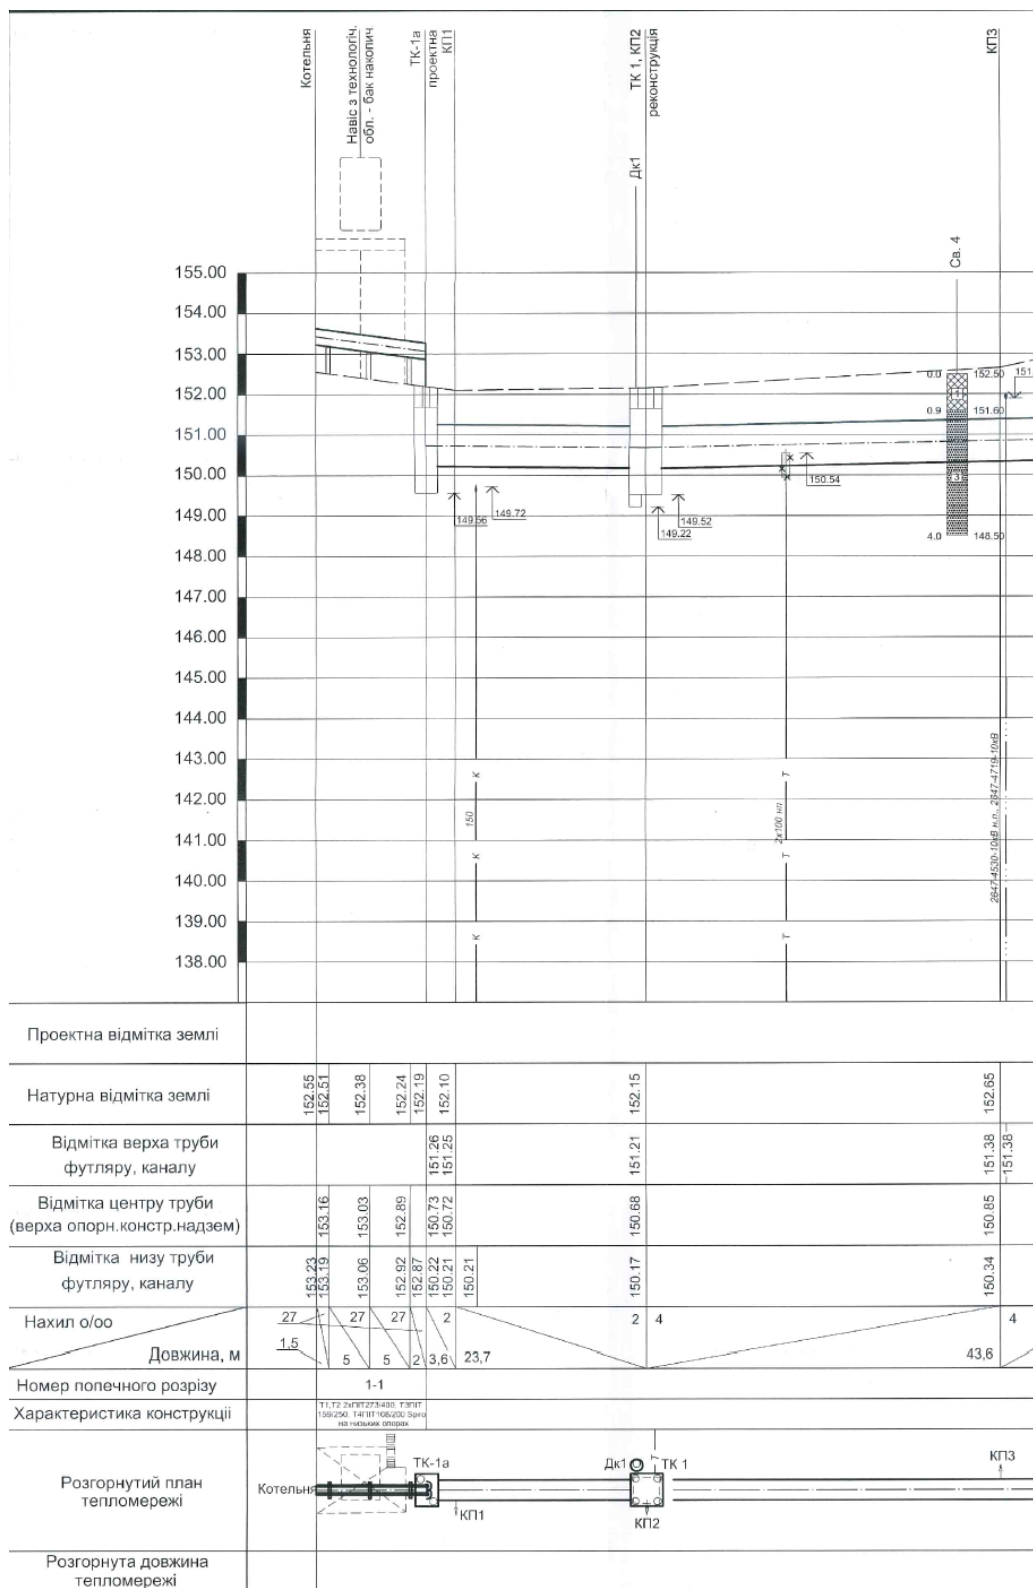 Котельня
Навіс з технологіч.
обл. - бак накопич
ТК-1а
проектна
КП1
ТК 1, КП2
реконструкція
Дк1
КП3
Св. 4
155.00
154.00
153.00
152.00
151.00
150.00
149.00
148.00
147.00
146.00
145.00
144.00
143.00
142.00
141.00
140.00
139.00
138.00
0.0 152.50
151
1
0.9 151.60
3
4.0 148.50
149.56
149.72
149.22
149.52
150.54
К
150
К
К
Т
2х100 нп
Т
Т
2647-4530-10кВ н.п., 2647-4719-10кВ
Проектна відмітка землі
Натурна відмітка землі
152.55 152.51 152.38 152.24 152.19 152.10 152.15 152.65
Відмітка верха труби
футляру, каналу
151.26 151.25 151.21 151.38 151.38
Відмітка центру труби
(верха опорн.констр.надзем)
153.16 153.03 152.89 150.73 150.72 150.68 150.85
Відмітка низу труби
футляру, каналу
153.23 153.19 153.06 152.92 152.87 150.22 150.21 150.21 150.17 150.34
Нахил о/оо
27 27 27 2 2 4 4
Довжина, м
1,5 5 5 2 3,6 23,7 43,6
Номер попечного розрізу
1-1
Характеристика конструкціі
на низьких опорах
Розгорнутий план
тепломережі
Котельня
ТК-1а
КП1
Дк1
Т
ТК 1
КП2
КП3
Розгорнута довжина
тепломережі